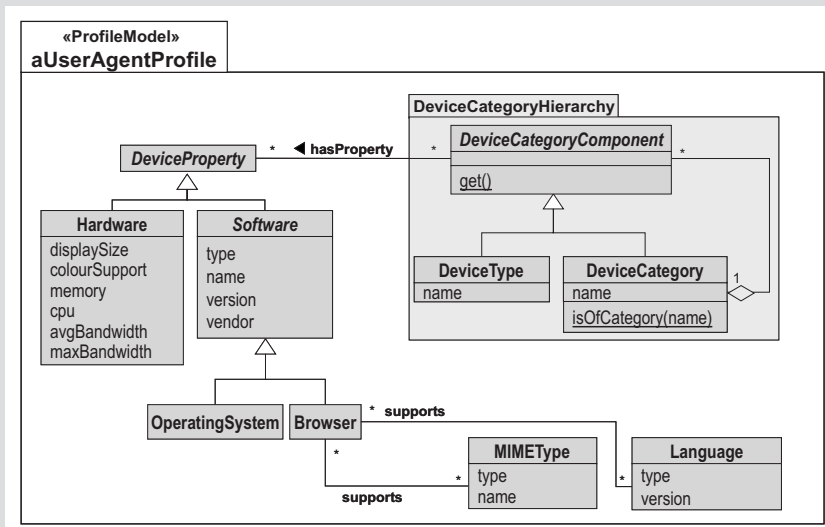 «ProfileModel»
aUserAgentProfile
DeviceCategoryHierarchy
DeviceCategoryComponent
get()
*
*
◀ hasProperty
*
DeviceProperty
Hardware
displaySize
colourSupport
memory
cpu
avgBandwidth
maxBandwidth
Software
type
name
version
vendor
DeviceType
name
DeviceCategory
name
isOfCategory(name)
1
OperatingSystem
Browser
* supports
*
MIMEType
type
name
*
supports
Language
type
version
*